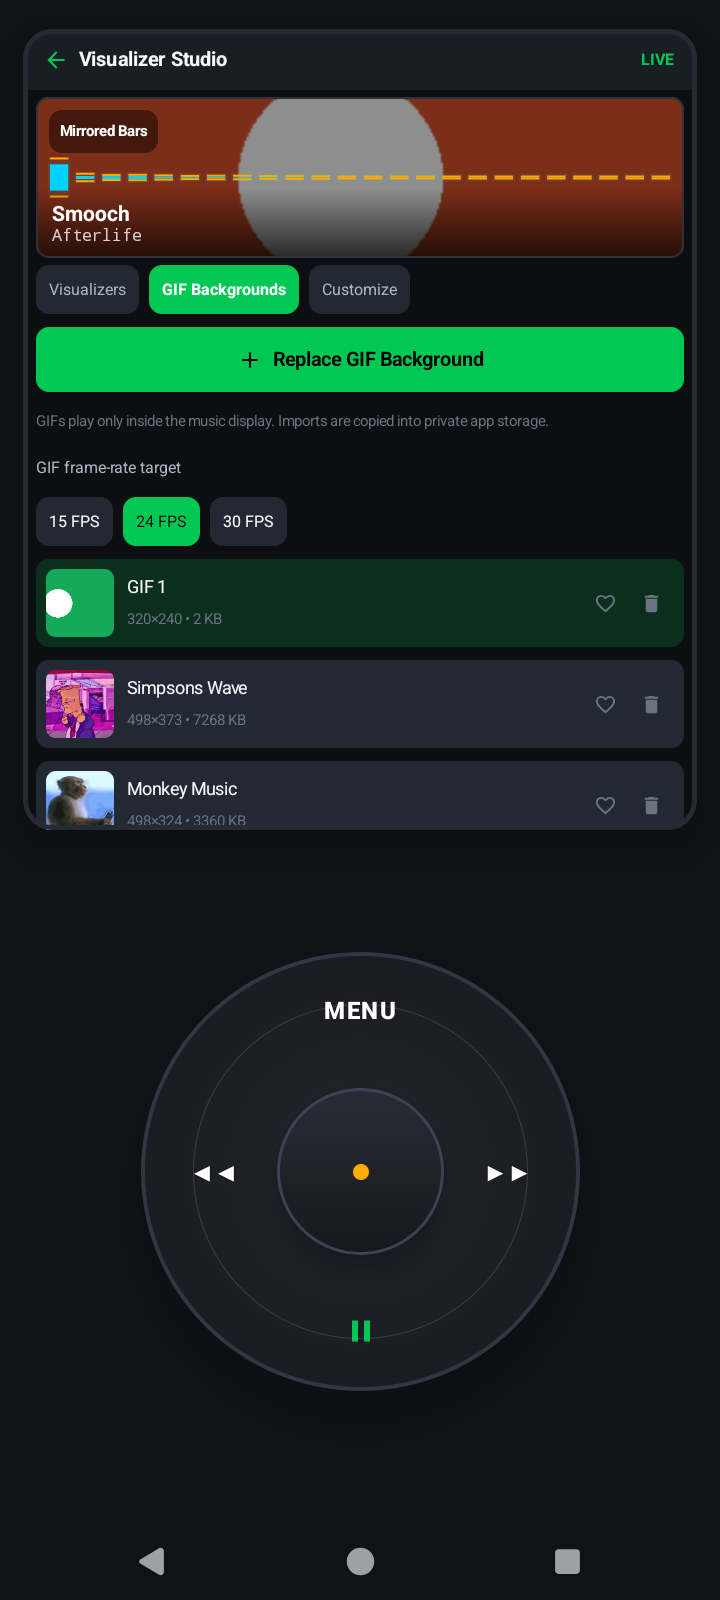 Visualizer Studio
LIVE
Mirrored Bars
Smooch
Afterlife
Visualizers
GIF Backgrounds
Customize
+ Replace GIF Background
GIFs play only inside the music display. Imports are copied into private app storage.
GIF frame-rate target
15 FPS
24 FPS
30 FPS
GIF 1
320×240 • 2 KB
Simpsons Wave
498×373 • 7268 KB
Monkey Music
498×324 • 3360 KB
MENU